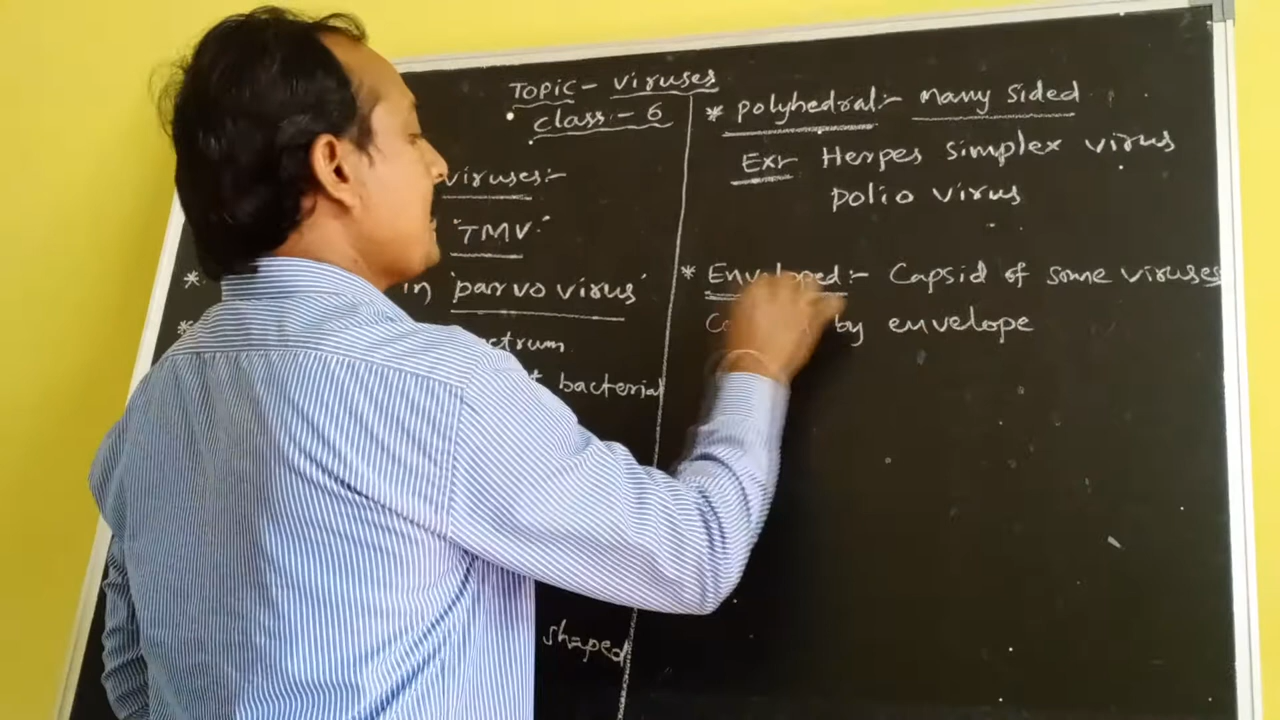 Topic - Viruses
class:- 6
viruses:-
"TMV"
in 'parvo virus'
bacterial
shaped
* polyhedral:- many sided
Ex:- Herpes simplex virus
polio virus
* Enveloped:- Capsid of some viruses
by envelope